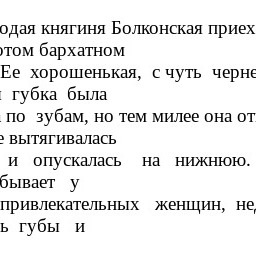 одая княгиня Болконская приех
отом бархатном
Ее хорошенькая, с чуть черне
губка была
по зубам, но тем милее она от
е вытягивалась
и опускалась на нижнюю.
бывает у
привлекательных женщин, не
ь губы и